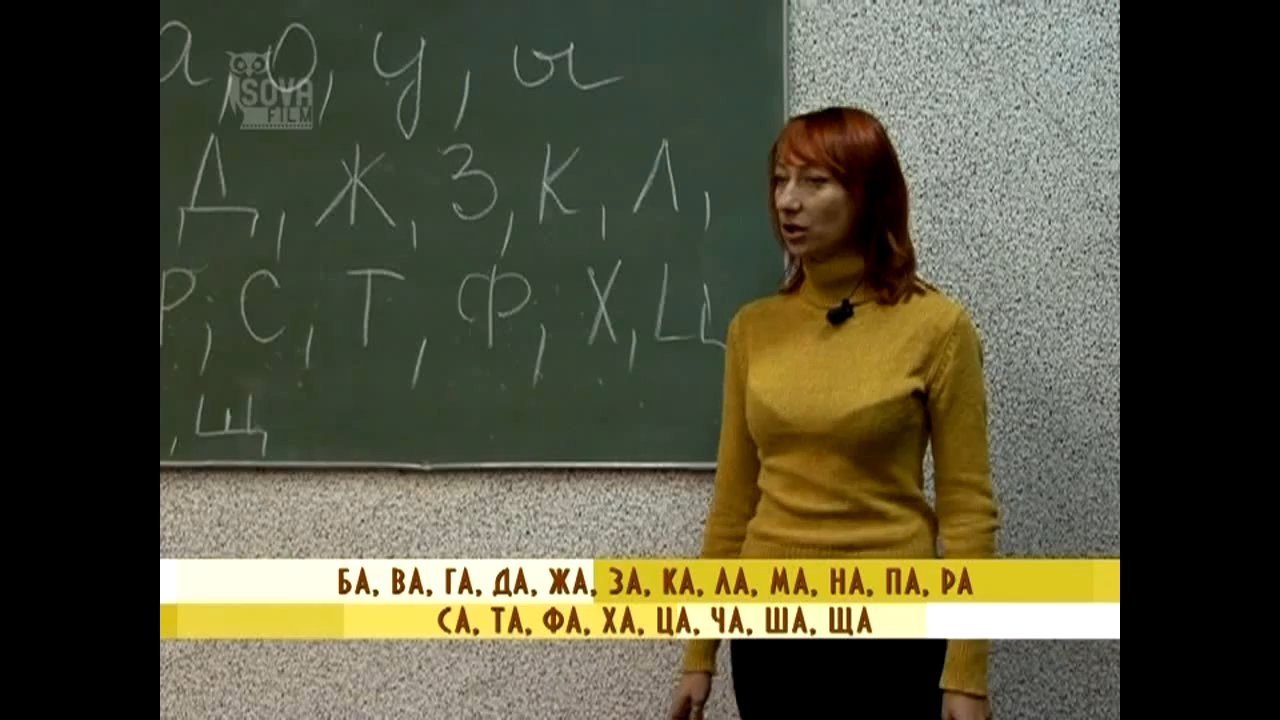 а, о, у, ы
SOVA
FILM
Д, Ж, З, К, Л,
Р, С, Т, Ф, Х, Ц
, Щ
БА, ВА, ГА, ДА, ЖА, ЗА, КА, ЛА, МА, НА, ПА, РА
СА, ТА, ФА, ХА, ЦА, ЧА, ША, ЩА